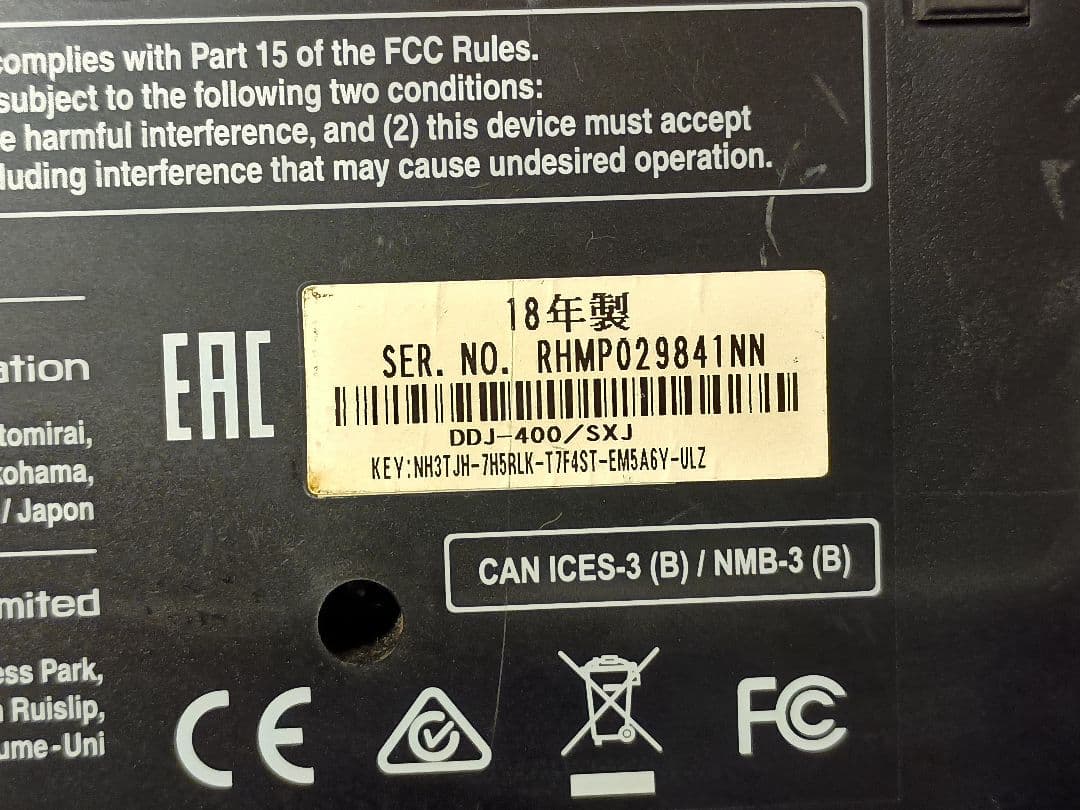 complies with Part 15 of the FCC Rules.
subject to the following two conditions:
e harmful interference, and (2) this device must accept
luding interference that may cause undesired operation.
EAC
18年製
SER. NO. RHMP029841NN
DDJ-400/SXJ
KEY:NH3TJH-7H5RLK-T7F4ST-EM5A6Y-ULZ
ation
tomirai,
kohama,
/ Japon
CAN ICES-3 (B) / NMB-3 (B)
mited
ess Park,
Ruislip,
ume-Uni
CE
FC